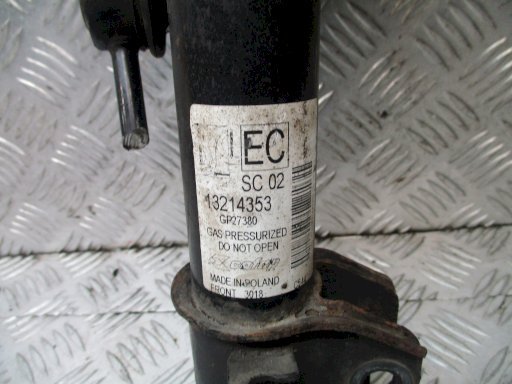 EC
SC 02
13214353
GP27380
GAS PRESSURIZED
DO NOT OPEN
MADE IN POLAND
FRONT 3018